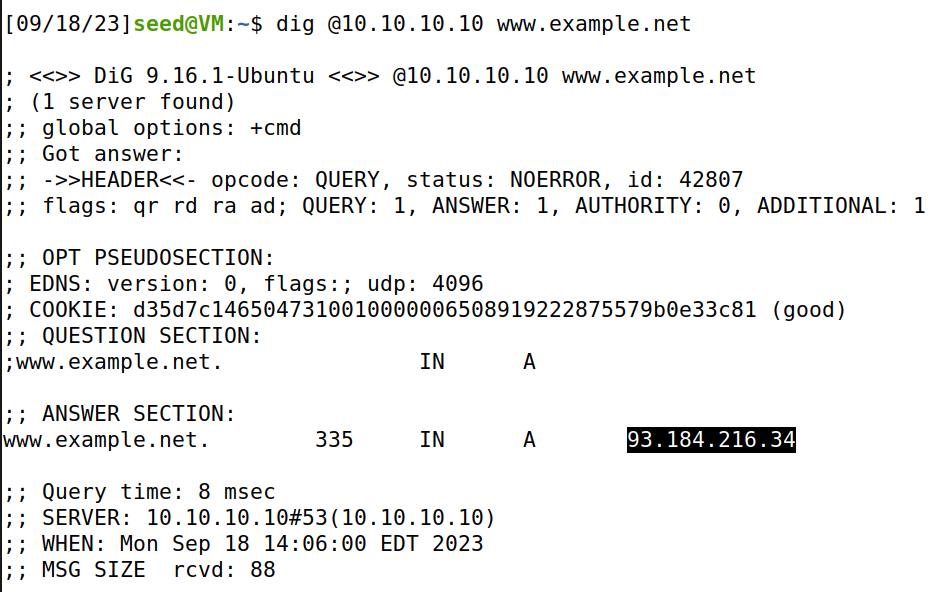 [09/18/23]seed@VM:~$ dig @10.10.10.10 www.example.net
; <<>> DiG 9.16.1-Ubuntu <<>> @10.10.10.10 www.example.net
; (1 server found)
;; global options: +cmd
;; Got answer:
;; ->>HEADER<<- opcode: QUERY, status: NOERROR, id: 42807
;; flags: qr rd ra ad; QUERY: 1, ANSWER: 1, AUTHORITY: 0, ADDITIONAL: 1
;; OPT PSEUDOSECTION:
; EDNS: version: 0, flags:; udp: 4096
; COOKIE: d35d7c1465047310010000006508919222875579b0e33c81 (good)
;; QUESTION SECTION:
;www.example.net. IN A
;; ANSWER SECTION:
www.example.net. 335 IN A 93.184.216.34
;; Query time: 8 msec
;; SERVER: 10.10.10.10#53(10.10.10.10)
;; WHEN: Mon Sep 18 14:06:00 EDT 2023
;; MSG SIZE rcvd: 88